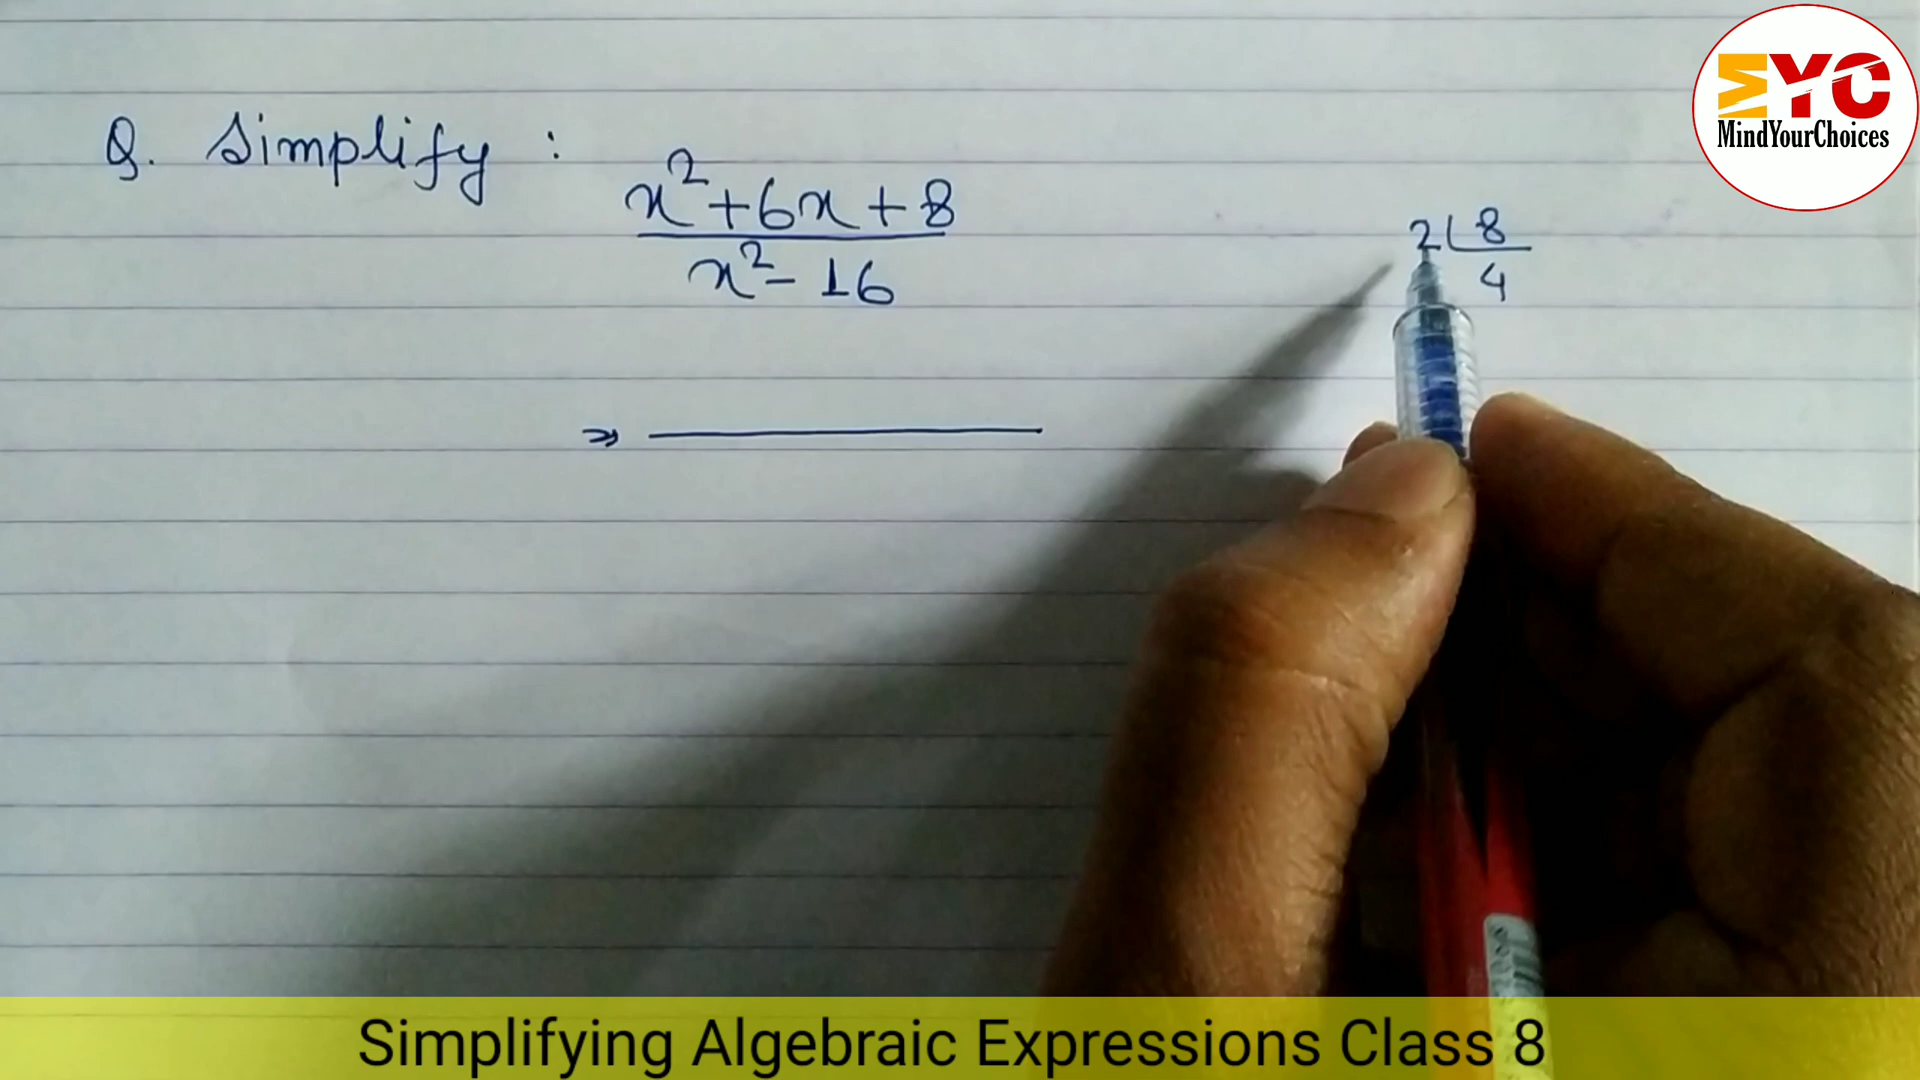 MYC
MindYourChoices
Q. Simplify :
x²+6x+8
x²-16
2 8
4
⇒
Simplifying Algebraic Expressions Class 8